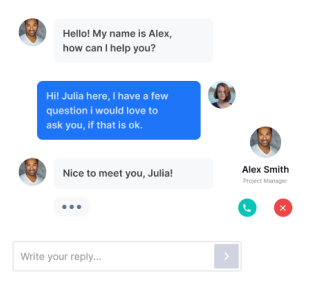 Hello! My name is Alex,
how can I help you?
Hi! Julia here, I have a few
question i would love to
ask you, if that is ok.
Nice to meet you, Julia!
Alex Smith
Project Manager
Write your reply...